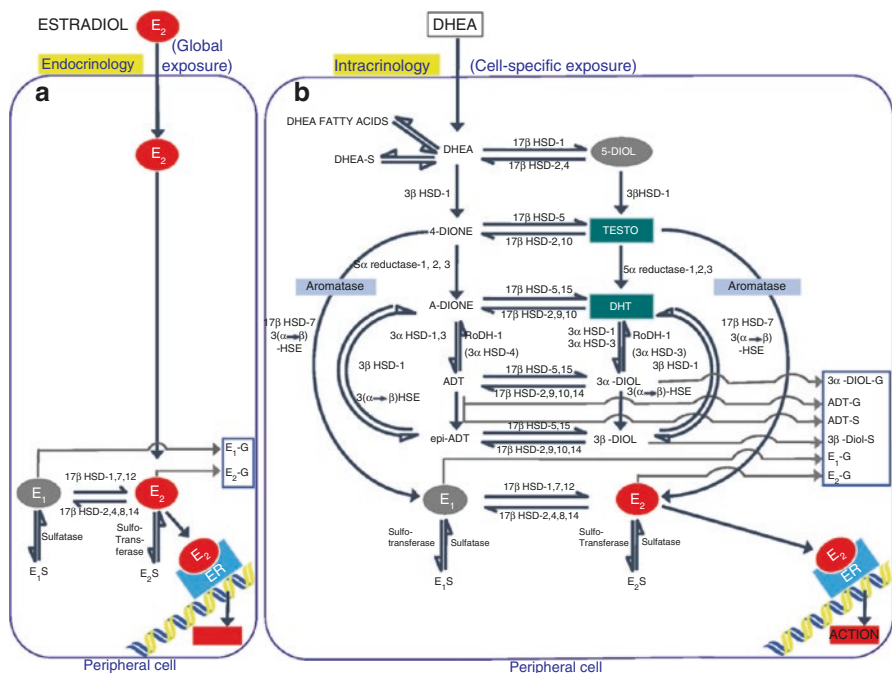 ESTRADIOL E2
(Global exposure)
Endocrinology
a
E2
E1-G
E2-G
E1
17β HSD-1,7,12
17β HSD-2,4,8,14
E2
Sulfatase
Sulfo-
Trans-
ferase
E1S
E2S
E2
ER
Peripheral cell
DHEA
Intracrinology
(Cell-specific exposure)
b
DHEA FATTY ACIDS
DHEA-S
DHEA
17β HSD-1
17β HSD-2,4
5-DIOL
3β HSD-1
3βHSD-1
4-DIONE
17β HSD-5
17β HSD-2,10
TESTO
5α reductase-1, 2, 3
5α reductase-1,2,3
Aromatase
Aromatase
A-DIONE
17β HSD-5,15
17β HSD-2,9,10
DHT
17β HSD-7
3(α→β)
-HSE
3α HSD-1,3
RoDH-1
(3α HSD-4)
3α HSD-1
3α HSD-3
RoDH-1
(3α HSD-3)
3β HSD-1
17β HSD-7
3(α→β)
-HSE
3β HSD-1
3(α→β)HSE
ADT
17β HSD-5,15
17β HSD-2,9,10,14
3α -DIOL
3(α→β)-HSE
epi-ADT
17β HSD-5,15
17β HSD-2,9,10,14
3β-DIOL
3α -DIOL-G
ADT-G
ADT-S
3β -Diol-S
E1-G
E2-G
E1
17β HSD-1,7,12
17β HSD-2,4,8,14
E2
Sulfo-
transferase
Sulfatase
Sulfo-
Transferase
Sulfatase
E1S
E2S
E2
ER
ACTION
Peripheral cell